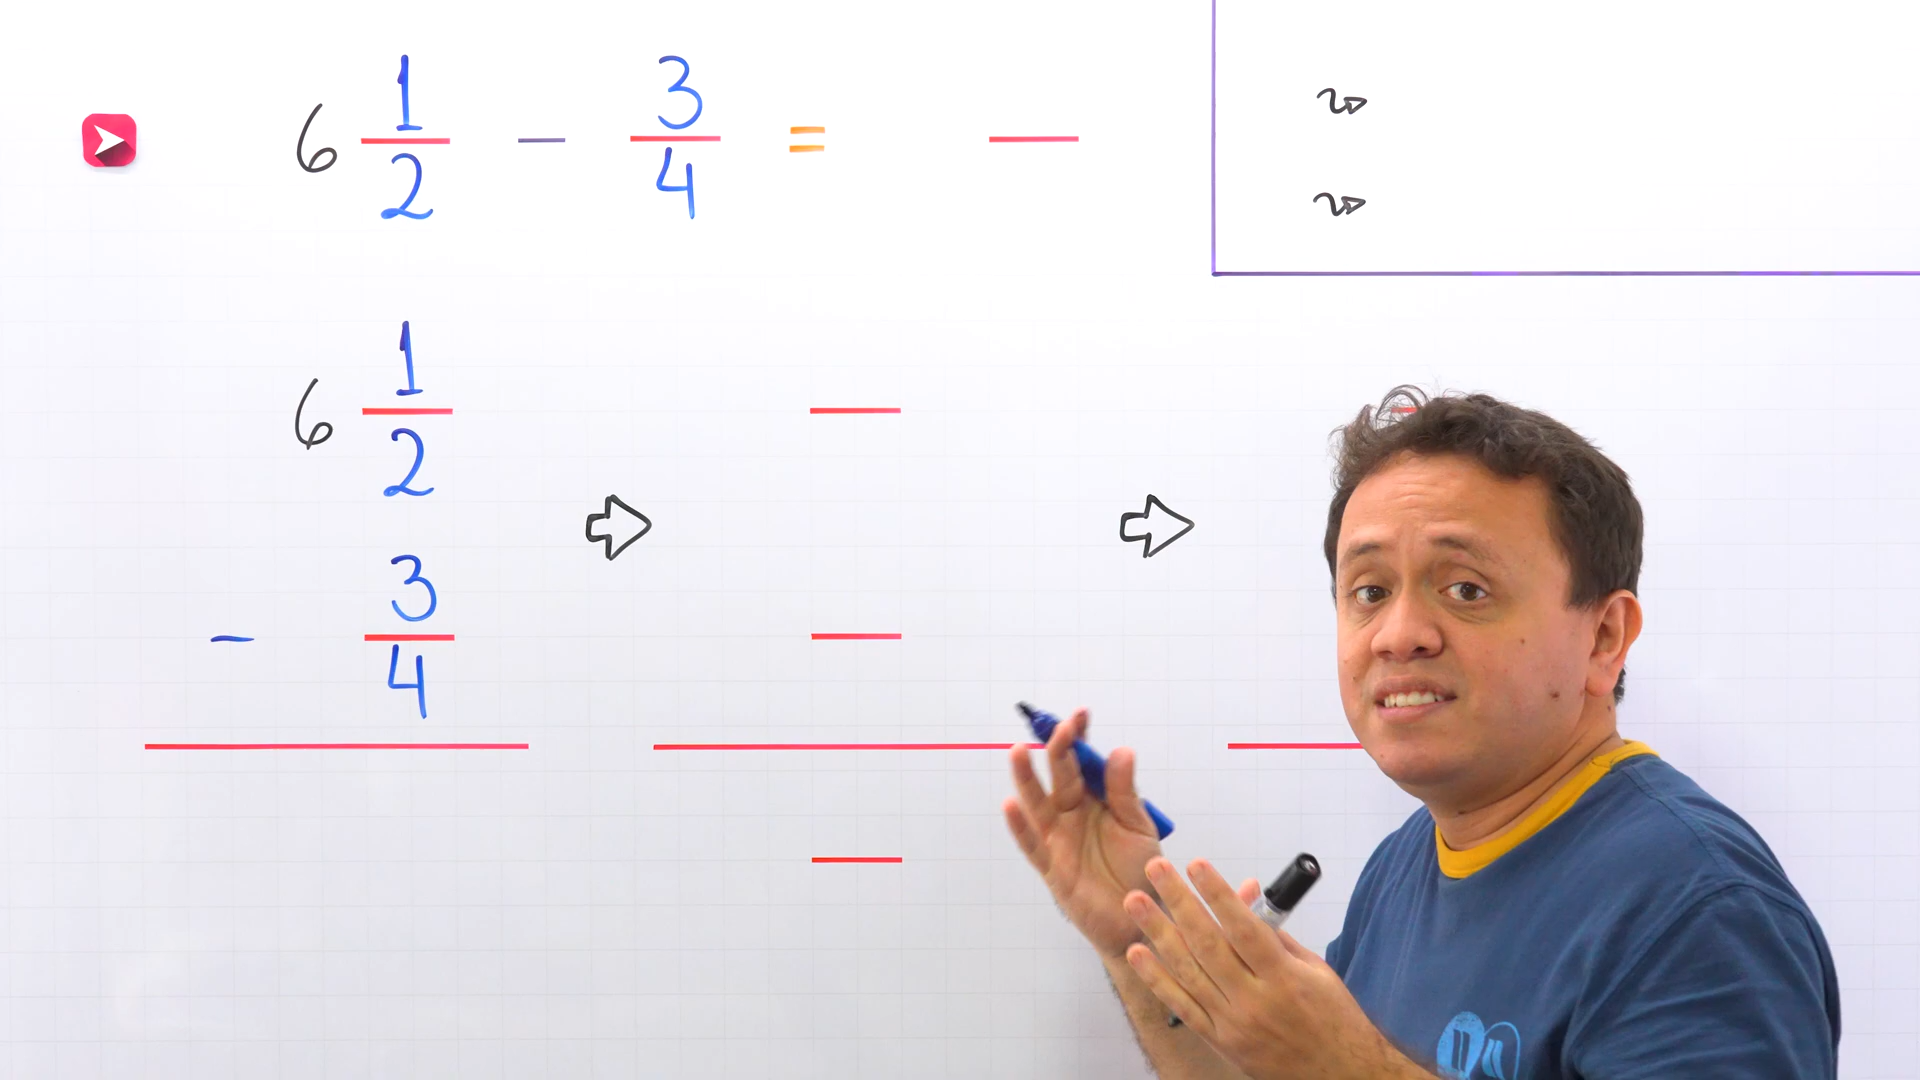 6 1/2 - 3/4 =
6 1/2
- 3/4